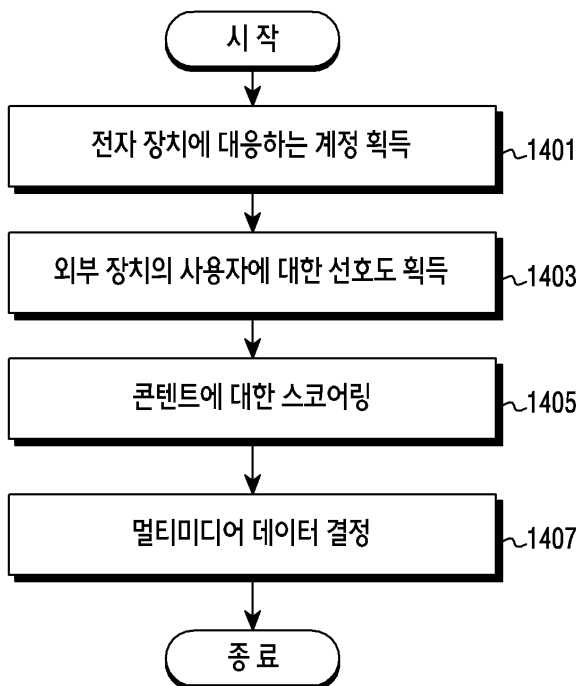 시 작
전자 장치에 대응하는 계정 획득
1401
외부 장치의 사용자에 대한 선호도 획득
1403
콘텐트에 대한 스코어링
1405
멀티미디어 데이터 결정
1407
종 료